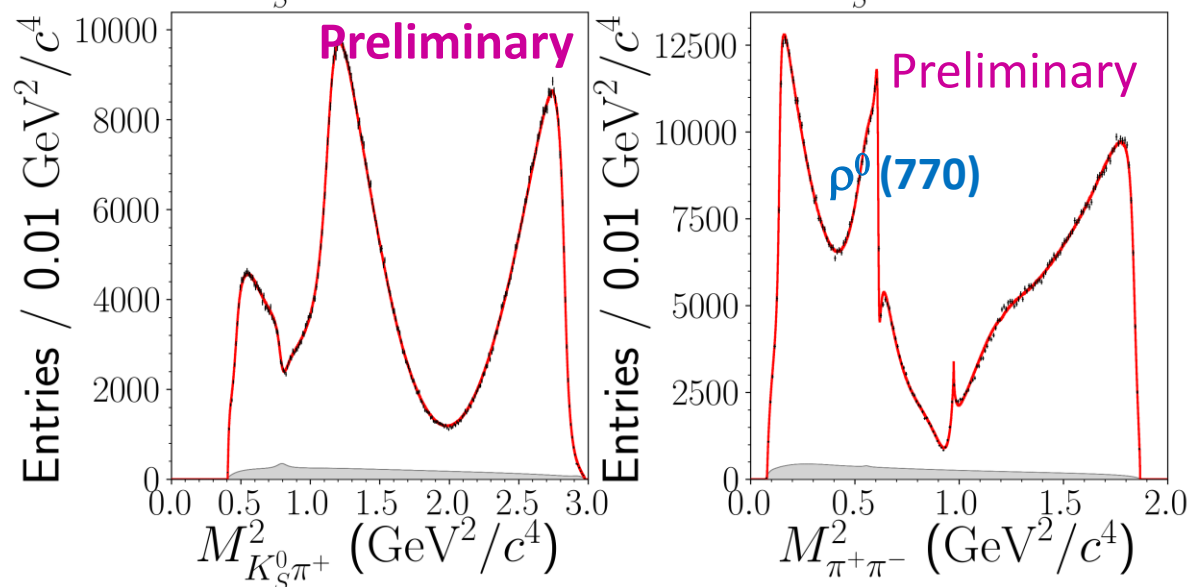 S
S
Preliminary
Entries / 0.01 GeV²/c⁴
10000
8000
6000
4000
2000
0
0.0 0.5 1.0 1.5 2.0 2.5 3.0
M²_{K⁰_Sπ⁺} (GeV²/c⁴)
Preliminary
ρ⁰ (770)
Entries / 0.01 GeV²/c⁴
12500
10000
7500
5000
2500
0
0.0 0.5 1.0 1.5 2.0
M²_{π⁺π⁻} (GeV²/c⁴)